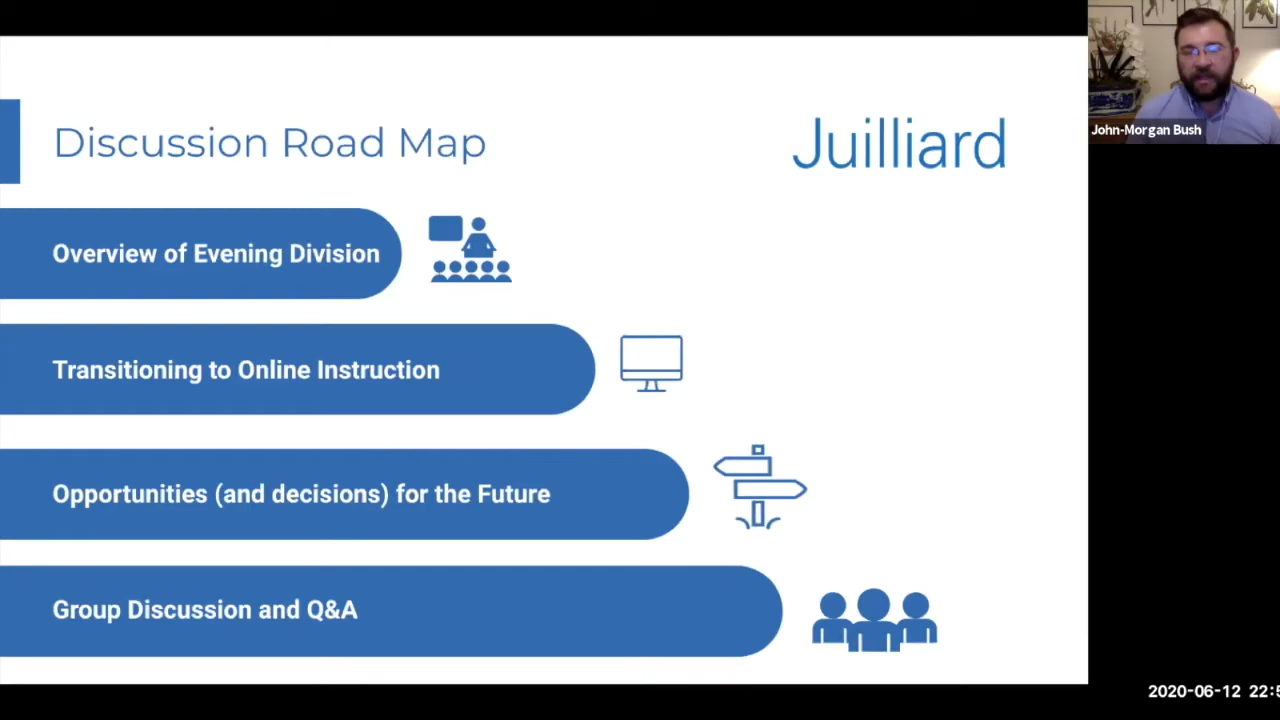 Discussion Road Map
Juilliard
John-Morgan Bush
Overview of Evening Division
Transitioning to Online Instruction
Opportunities (and decisions) for the Future
Group Discussion and Q&A
2020-06-12 22:5